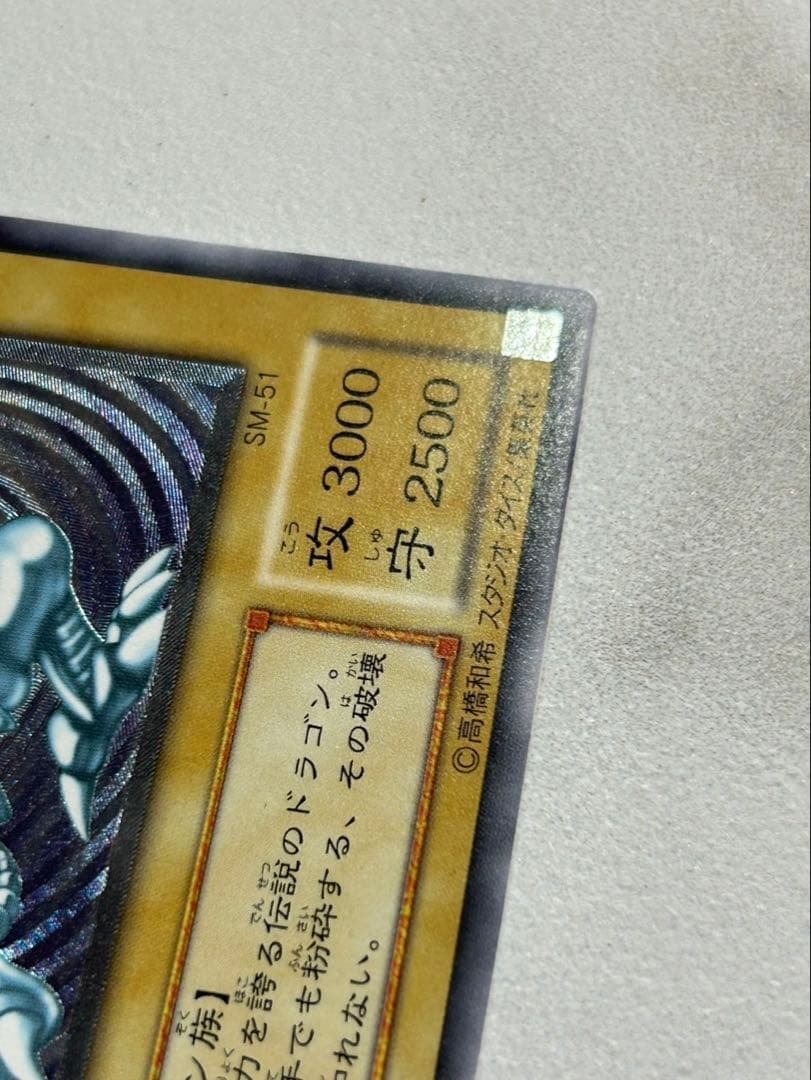 SM-51
ン族】
力を誇る伝説のドラゴン。
でも粉砕する、その破壊
れない。
攻 3000
守 2500
©高橋和希 スタジオ・ダイス/集英社